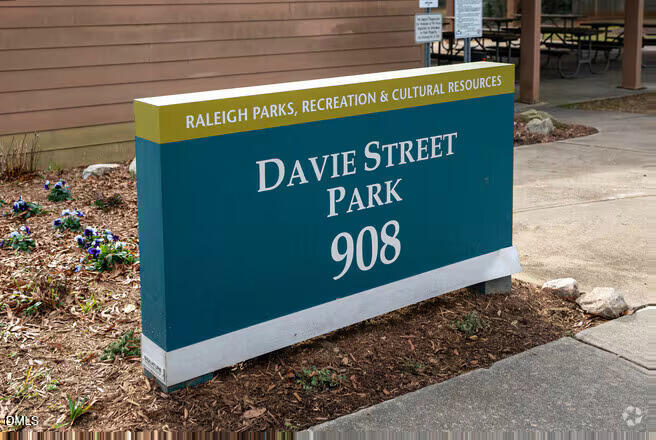 RALEIGH PARKS, RECREATION & CULTURAL RESOURCES
DAVIE STREET
PARK
908
DMLS